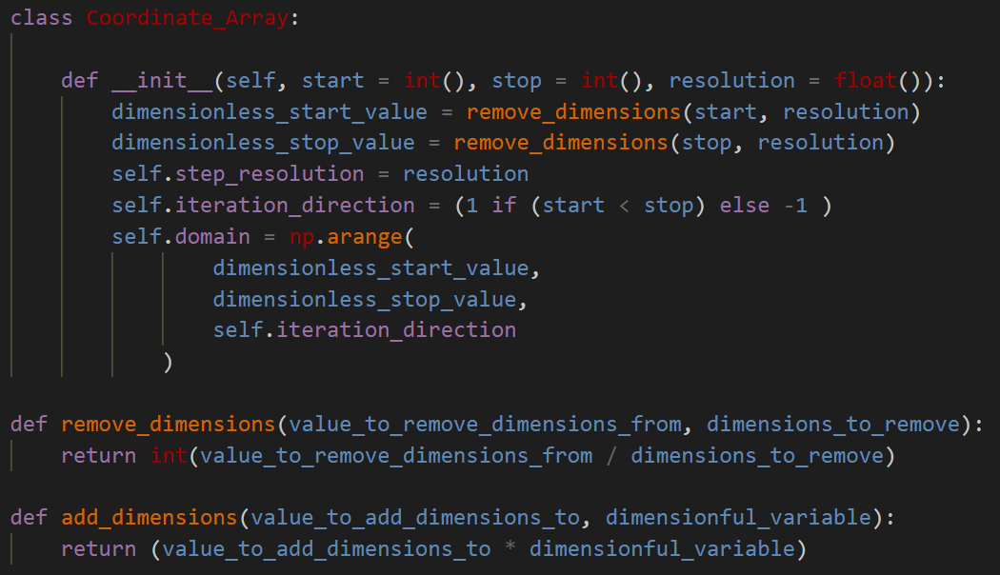 class Coordinate_Array:
def __init__(self, start = int(), stop = int(), resolution = float()):
dimensionless_start_value = remove_dimensions(start, resolution)
dimensionless_stop_value = remove_dimensions(stop, resolution)
self.step_resolution = resolution
self.iteration_direction = (1 if (start < stop) else -1 )
self.domain = np.arange(
dimensionless_start_value,
dimensionless_stop_value,
self.iteration_direction
)
def remove_dimensions(value_to_remove_dimensions_from, dimensions_to_remove):
return int(value_to_remove_dimensions_from / dimensions_to_remove)
def add_dimensions(value_to_add_dimensions_to, dimensionful_variable):
return (value_to_add_dimensions_to * dimensionful_variable)